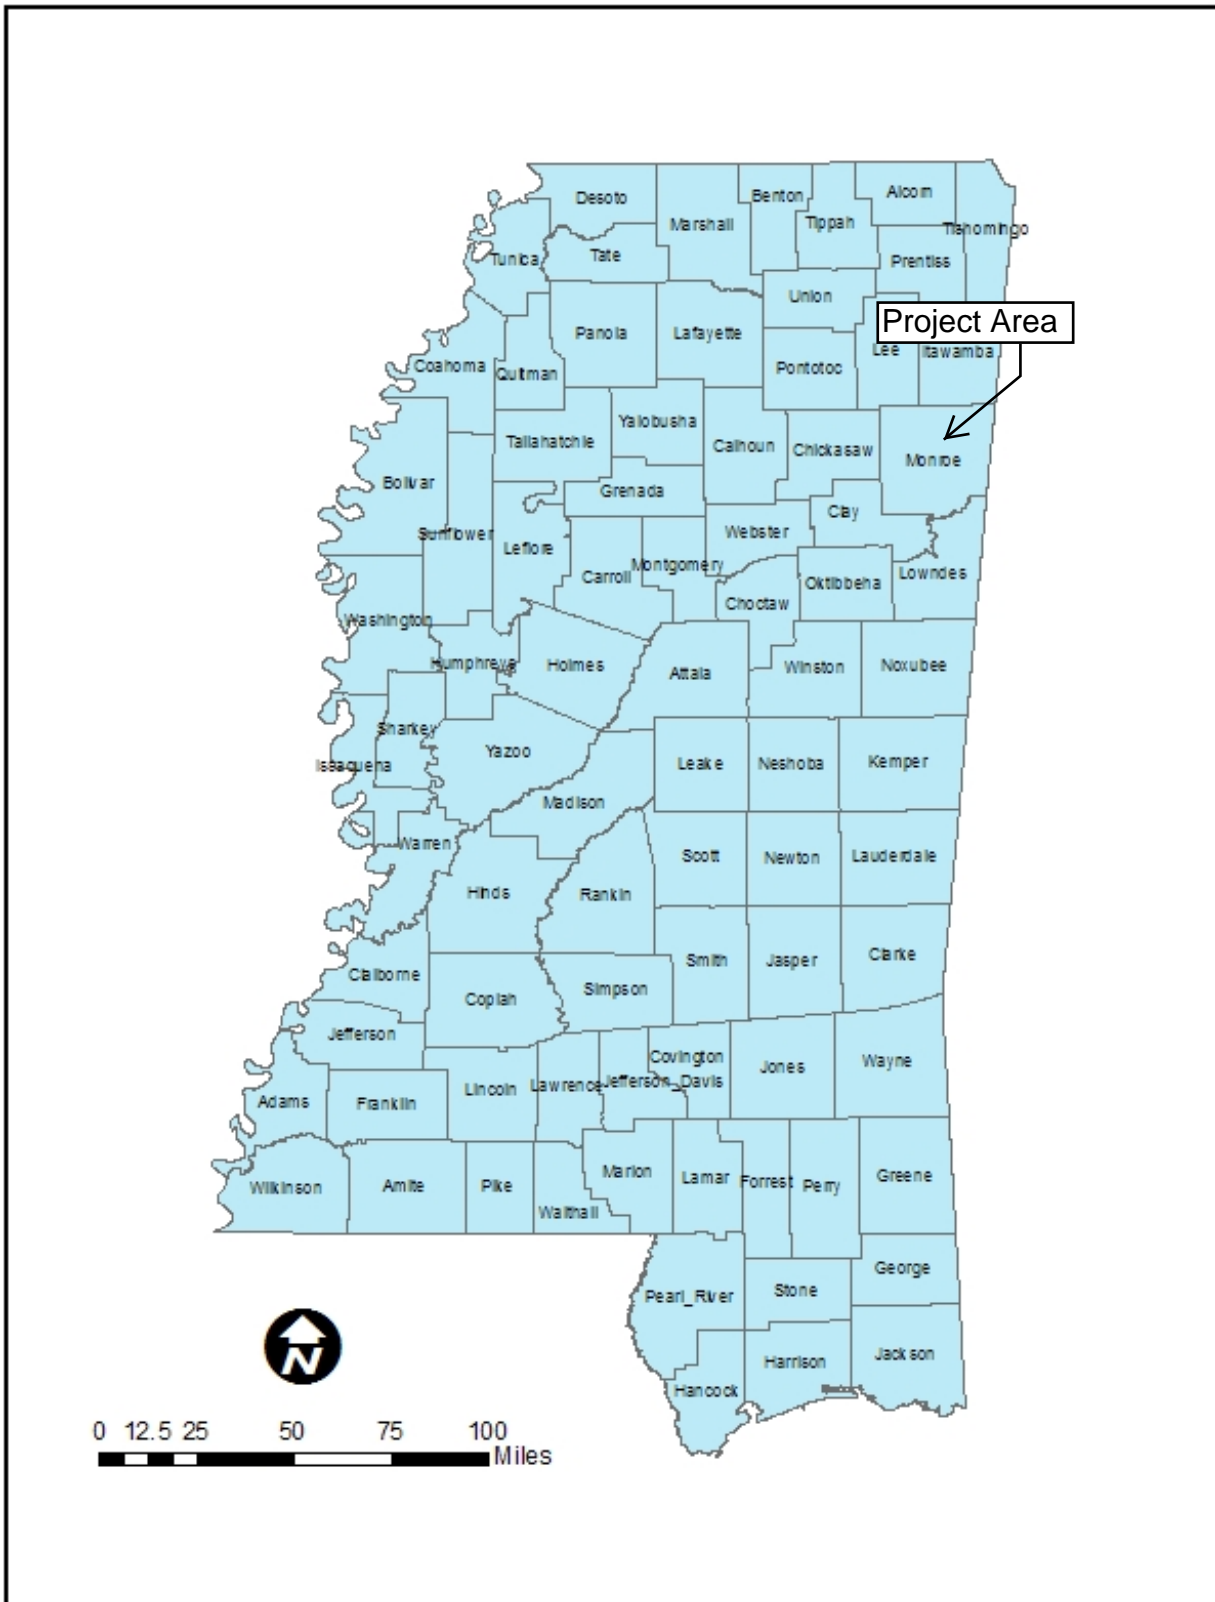 Desoto
Marshall
Benton
Tippah
Alcorn
Tishomingo
Tunica
Tate
Prentiss
Union
Project Area
Panola
Lafayette
Lee
Itawamba
Coahoma
Quitman
Pontotoc
Yalobusha
Tallahatchie
Calhoun
Chickasaw
Monroe
Bolivar
Grenada
Clay
Sunflower
Leflore
Webster
Carroll
Montgomery
Oktibbeha
Lowndes
Choctaw
Washington
Humphreys
Holmes
Attala
Winston
Noxubee
Sharkey
Issaquena
Yazoo
Leake
Neshoba
Kemper
Madison
Warren
Scott
Newton
Lauderdale
Hinds
Rankin
Claiborne
Copiah
Simpson
Smith
Jasper
Clarke
Jefferson
Covington
Jones
Wayne
Adams
Franklin
Lincoln
Lawrence
Jefferson_Davis
Wilkinson
Amite
Pike
Walthall
Marion
Lamar
Forrest
Perry
Greene
Pearl_River
Stone
George
Hancock
Harrison
Jackson
N
0 12.5 25 50 75 100
Miles